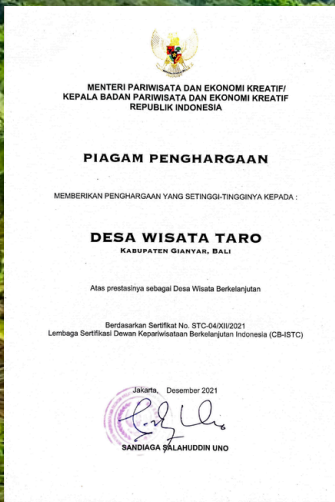 MENTERI PARIWISATA DAN EKONOMI KREATIF/
KEPALA BADAN PARIWISATA DAN EKONOMI KREATIF
REPUBLIK INDONESIA
PIAGAM PENGHARGAAN
MEMBERIKAN PENGHARGAAN YANG SETINGGI-TINGGINYA KEPADA :
DESA WISATA TARO
KABUPATEN GIANYAR, BALI
Atas prestasinya sebagai Desa Wisata Berkelanjutan
Berdasarkan Sertifikat No. STC-04/XII/2021
Lembaga Sertifikasi Dewan Kepariwisataan Berkelanjutan Indonesia (CB-ISTC)
Jakarta, Desember 2021
SANDIAGA SALAHUDDIN UNO